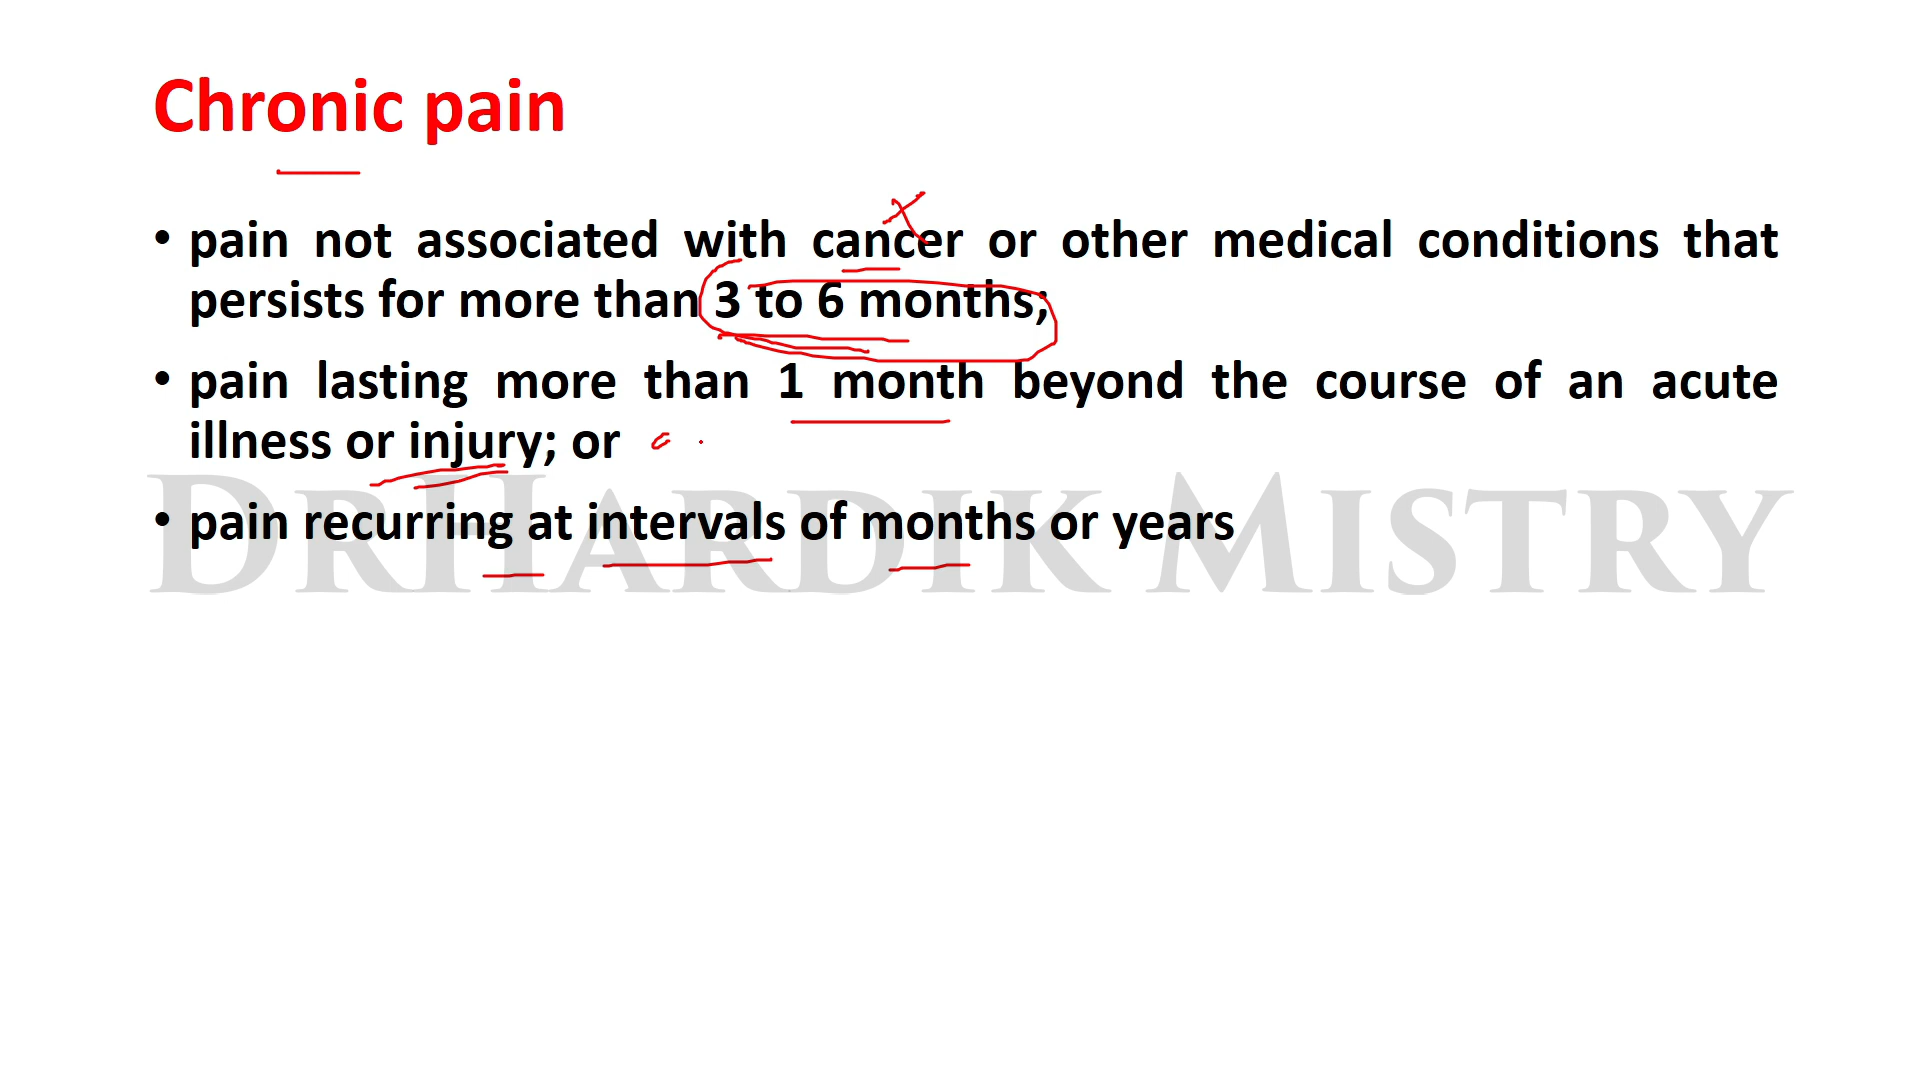 Chronic pain
• pain not associated with cancer or other medical conditions that
persists for more than 3 to 6 months;
• pain lasting more than 1 month beyond the course of an acute
illness or injury; or
• pain recurring at intervals of months or years
DRHARDIK MISTRY